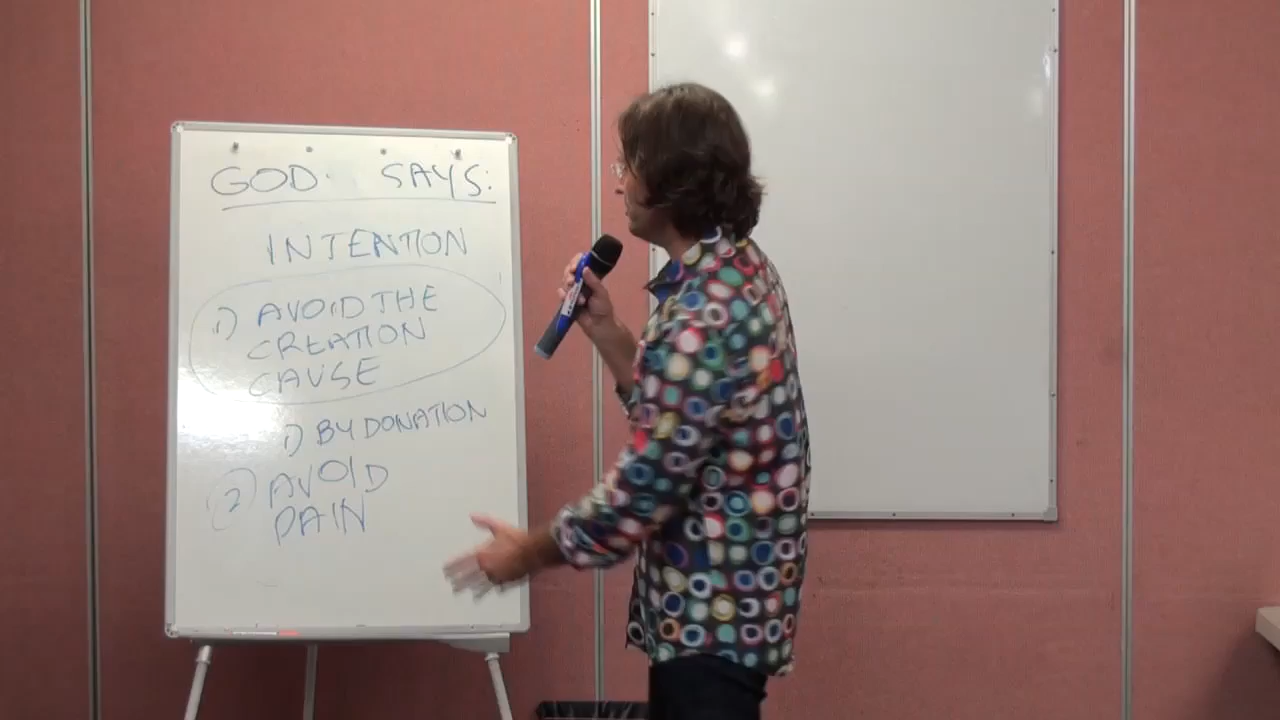 GOD SAYS:
INTENTION
1) AVOID THE
CREATION
CAUSE
1) BY DONATION
2) AVOID
PAIN